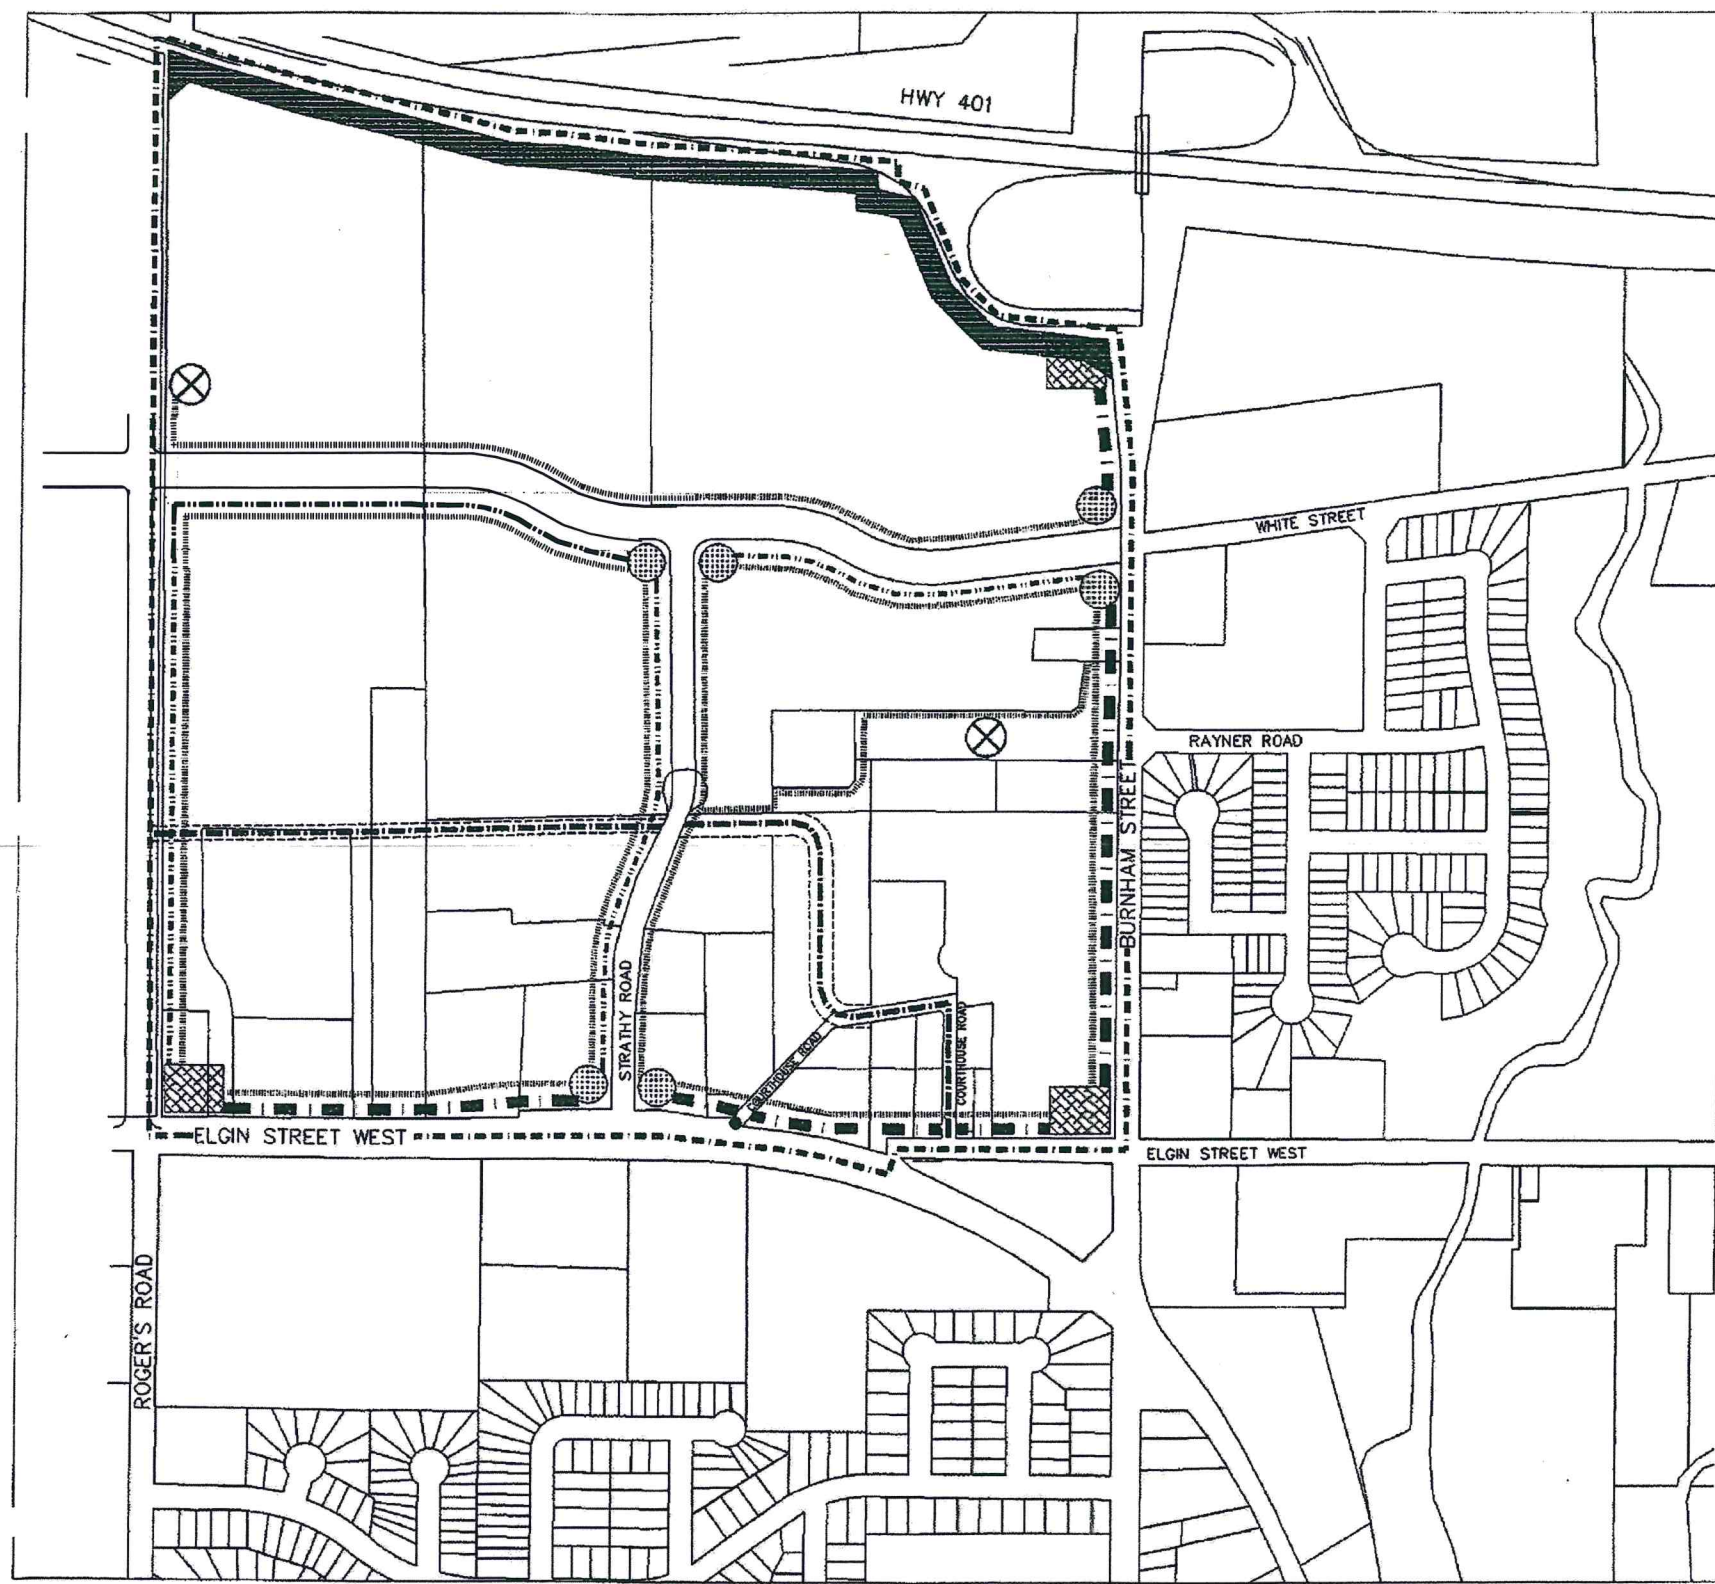 HWY 401
WHITE STREET
RAYNER ROAD
BURNHAM STREET
STRATHY ROAD
COURTHOUSE ROAD
COURTHOUSE ROAD
ELGIN STREET WEST
ELGIN STREET WEST
ROGER'S ROAD